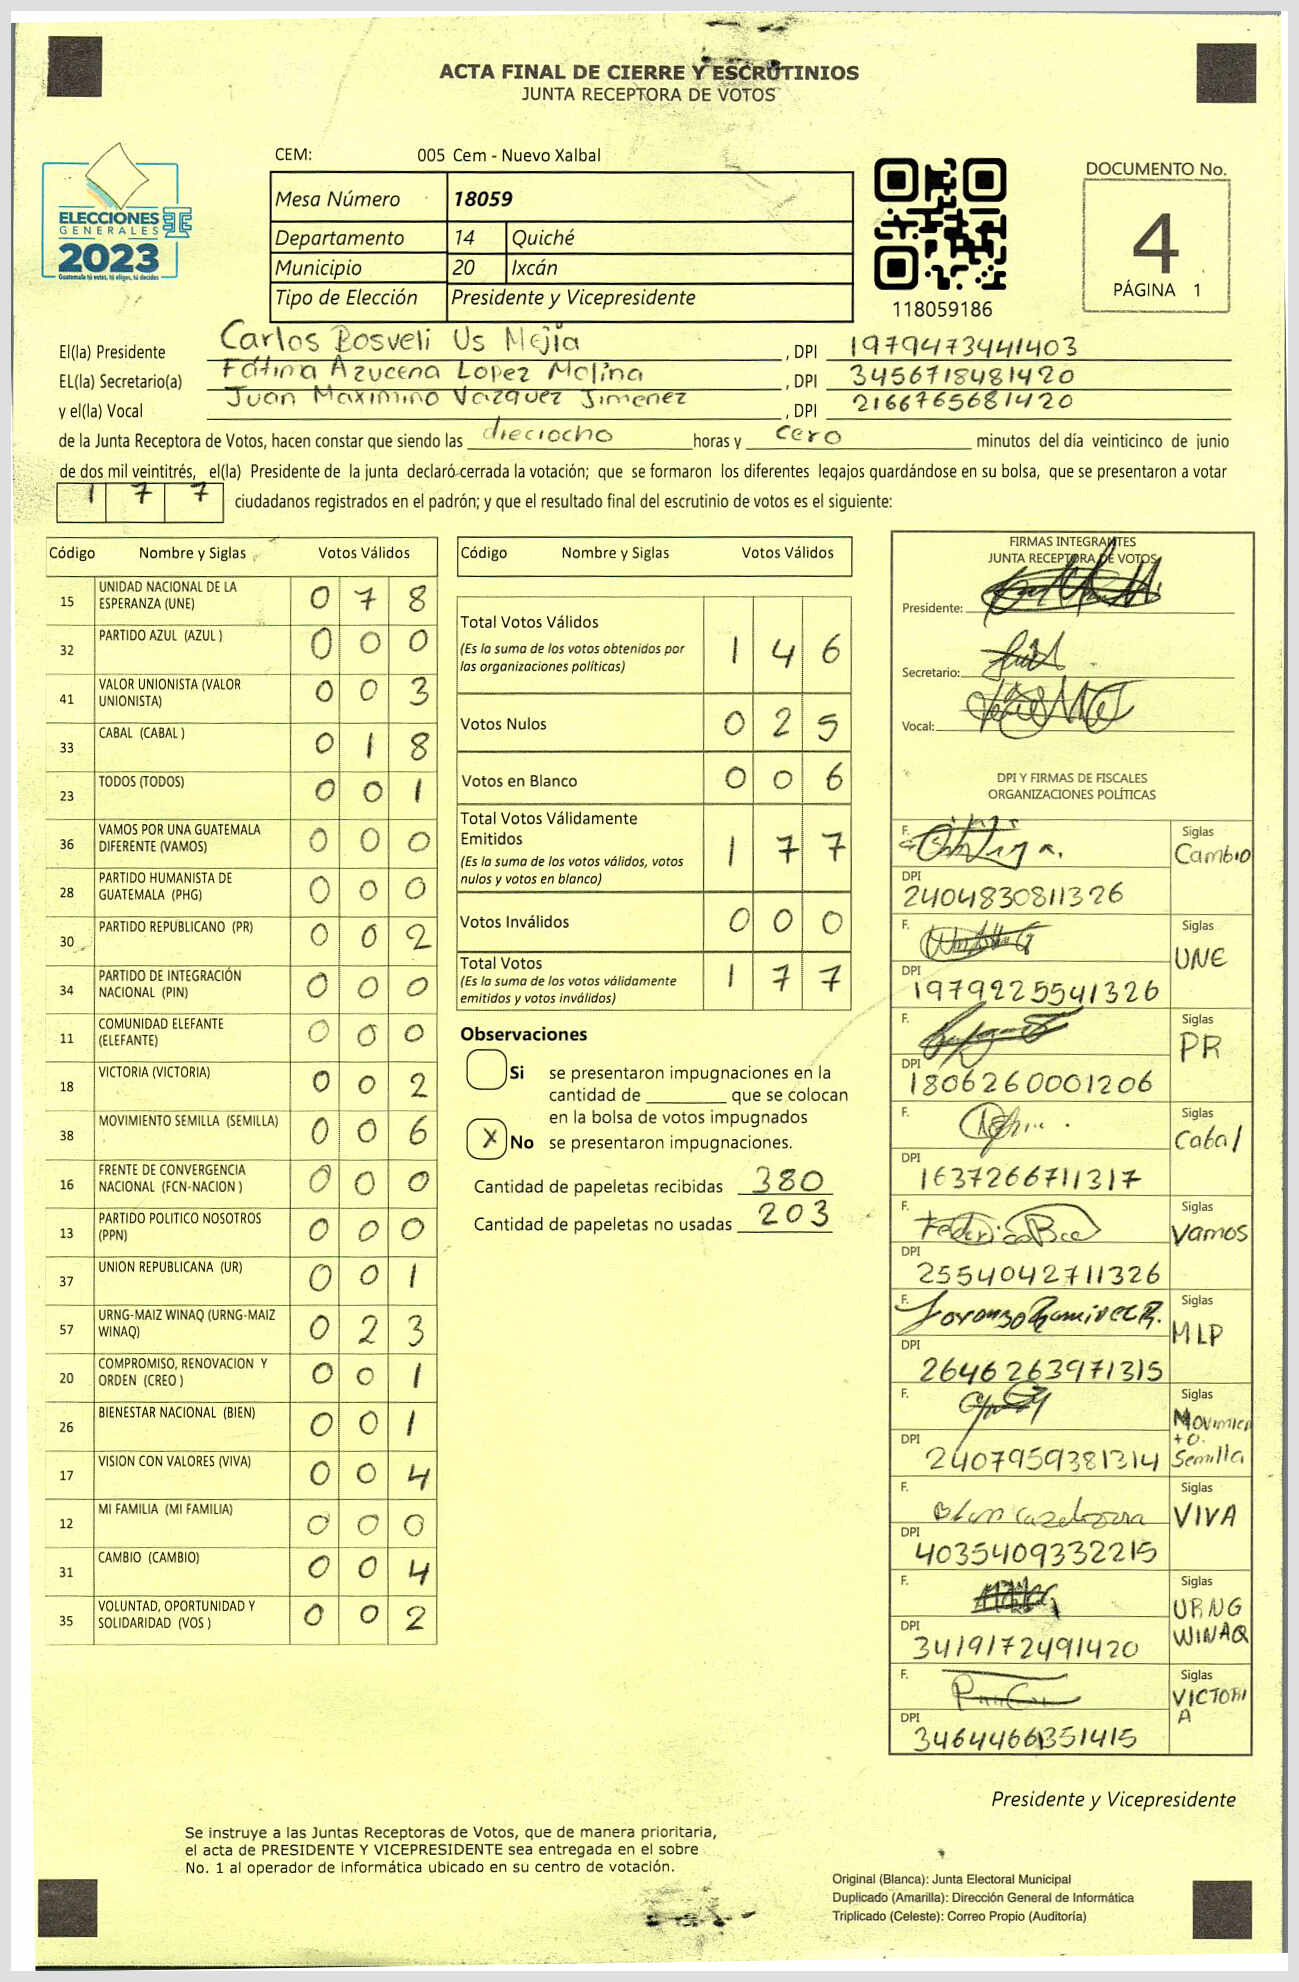 ACTA FINAL DE CIERRE Y ESCRUTINIOS
JUNTA RECEPTORA DE VOTOS
ELECCIONES
GENERALES
2023
Guatemala tú votas, tú eliges, tú decides
CEM: 005 Cem - Nuevo Xalbal
Mesa Número 18059
Departamento 14 Quiché
Municipio 20 Ixcán
Tipo de Elección Presidente y Vicepresidente
118059186
DOCUMENTO No.
4
PÁGINA 1
El(la) Presidente Carlos Bosveli Us Mejia , DPI 1979473441403
EL(la) Secretario(a) Fátima Azucena Lopez Molina , DPI 3456718481420
y el(la) Vocal Juan Maximino Vazquez Jimenez , DPI 2166765681420
de la Junta Receptora de Votos, hacen constar que siendo las dieciocho horas y cero minutos del día veinticinco de junio
de dos mil veintitrés, el(la) Presidente de la junta declaró cerrada la votación; que se formaron los diferentes legajos guardándose en su bolsa, que se presentaron a votar
1 7 7 ciudadanos registrados en el padrón; y que el resultado final del escrutinio de votos es el siguiente:
Código Nombre y Siglas Votos Válidos
15 UNIDAD NACIONAL DE LA ESPERANZA (UNE) 0 7 8
32 PARTIDO AZUL (AZUL ) 0 0 0
41 VALOR UNIONISTA (VALOR UNIONISTA) 0 0 3
33 CABAL (CABAL ) 0 1 8
23 TODOS (TODOS) 0 0 1
36 VAMOS POR UNA GUATEMALA DIFERENTE (VAMOS) 0 0 0
28 PARTIDO HUMANISTA DE GUATEMALA (PHG) 0 0 0
30 PARTIDO REPUBLICANO (PR) 0 0 2
34 PARTIDO DE INTEGRACIÓN NACIONAL (PIN) 0 0 0
11 COMUNIDAD ELEFANTE (ELEFANTE) 0 0 0
18 VICTORIA (VICTORIA) 0 0 2
38 MOVIMIENTO SEMILLA (SEMILLA) 0 0 6
16 FRENTE DE CONVERGENCIA NACIONAL (FCN-NACION ) 0 0 0
13 PARTIDO POLITICO NOSOTROS (PPN) 0 0 0
37 UNION REPUBLICANA (UR) 0 0 1
57 URNG-MAIZ WINAQ (URNG-MAIZ WINAQ) 0 2 3
20 COMPROMISO, RENOVACION Y ORDEN (CREO ) 0 0 1
26 BIENESTAR NACIONAL (BIEN) 0 0 1
17 VISION CON VALORES (VIVA) 0 0 4
12 MI FAMILIA (MI FAMILIA) 0 0 0
31 CAMBIO (CAMBIO) 0 0 4
35 VOLUNTAD, OPORTUNIDAD Y SOLIDARIDAD (VOS ) 0 0 2
Código Nombre y Siglas Votos Válidos
Total Votos Válidos 1 4 6
(Es la suma de los votos obtenidos por
las organizaciones políticas)
Votos Nulos 0 2 5
Votos en Blanco 0 0 6
Total Votos Válidamente
Emitidos 1 7 7
(Es la suma de los votos válidos, votos
nulos y votos en blanco)
Votos Inválidos 0 0 0
Total Votos 1 7 7
(Es la suma de los votos válidamente
emitidos y votos inválidos)
Observaciones
Si se presentaron impugnaciones en la
cantidad de ________ que se colocan
en la bolsa de votos impugnados
X No se presentaron impugnaciones.
Cantidad de papeletas recibidas 380
Cantidad de papeletas no usadas 203
FIRMAS INTEGRANTES
JUNTA RECEPTORA DE VOTOS
Presidente:
Secretario:
Vocal:
DPI Y FIRMAS DE FISCALES
ORGANIZACIONES POLÍTICAS
F. Siglas Cambio
DPI 2404830811326
F. Siglas UNE
DPI 1979225541326
F. Siglas PR
DPI 1806260001206
F. Siglas Cabal
DPI 1637266711317
F. Siglas Vamos
DPI 2554042711326
F. Lorenzo Ramirez R. Siglas MLP
DPI 2646263971315
F. Siglas Movimiento Semilla
DPI 2407959381314
F. Siglas VIVA
DPI 4035409332215
F. Siglas URNG WINAQ
DPI 3419172491420
F. Siglas VICTORIA
DPI 3464466351415
Presidente y Vicepresidente
Se instruye a las Juntas Receptoras de Votos, que de manera prioritaria,
el acta de PRESIDENTE Y VICEPRESIDENTE sea entregada en el sobre
No. 1 al operador de informática ubicado en su centro de votación.
Original (Blanca): Junta Electoral Municipal
Duplicado (Amarilla): Dirección General de Informática
Triplicado (Celeste): Correo Propio (Auditoría)